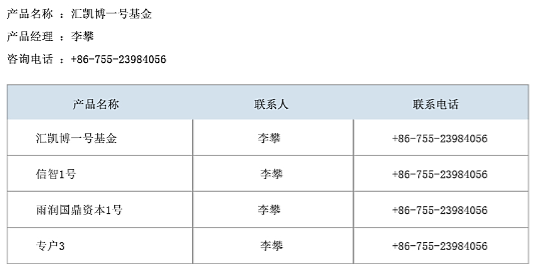 产品名称 : 汇凯博一号基金
产品经理 : 李攀
咨询电话 : +86-755-23984056
产品名称 联系人 联系电话
汇凯博一号基金 李攀 +86-755-23984056
信智1号 李攀 +86-755-23984056
雨润国鼎资本1号 李攀 +86-755-23984056
专户3 李攀 +86-755-23984056